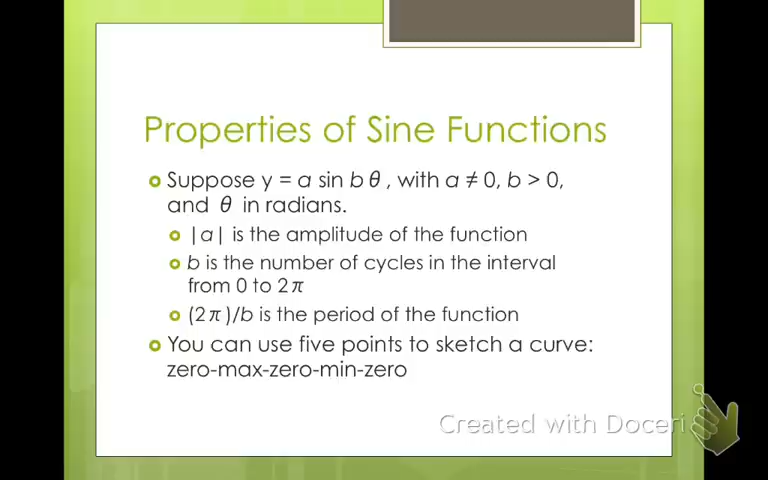 Properties of Sine Functions
Suppose y = a sin b θ , with a ≠ 0, b > 0,
and θ in radians.
|a| is the amplitude of the function
b is the number of cycles in the interval
from 0 to 2π
(2π)/b is the period of the function
You can use five points to sketch a curve:
zero-max-zero-min-zero
Created with Doceri